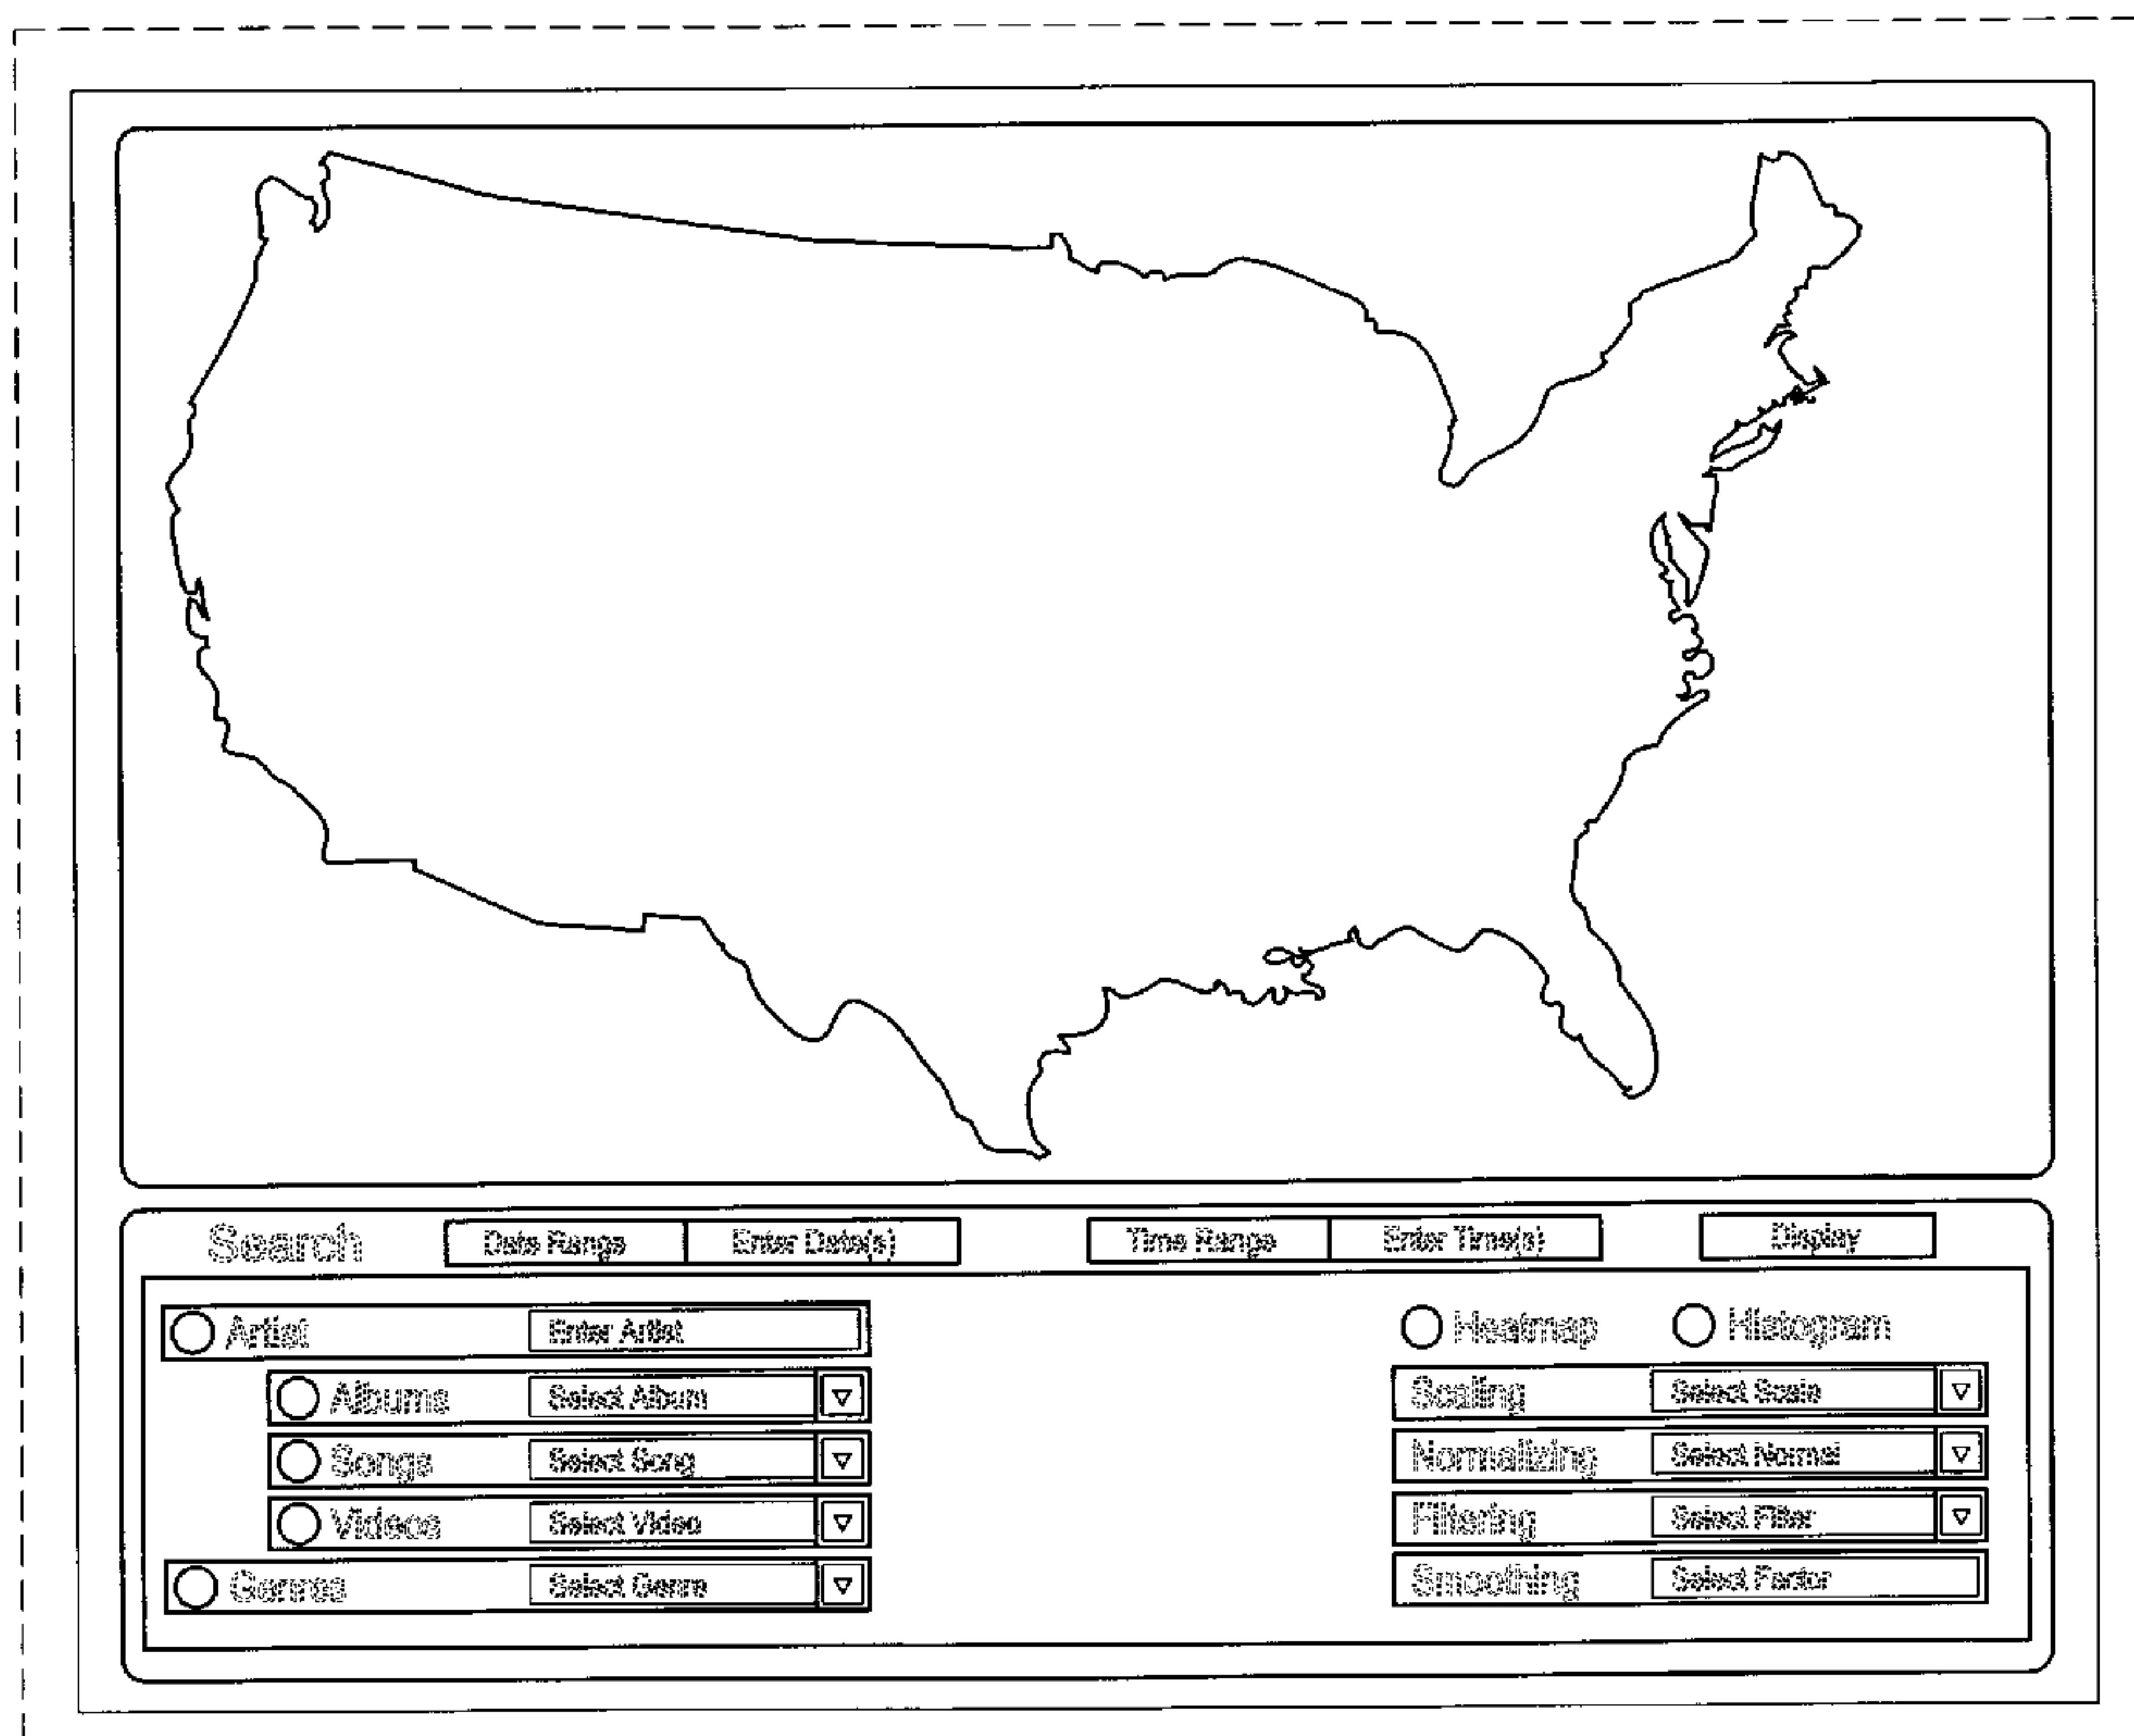 Search Date Range Enter Date(s) Time Range Enter Time(s) Display
Artist Enter Artist Heatmap Histogram
Albums Select Album Scaling Select Scale
Songs Select Song Normalizing Select Normal
Videos Select Video Filtering Select Filter
Genres Select Genre Smoothing Select Factor